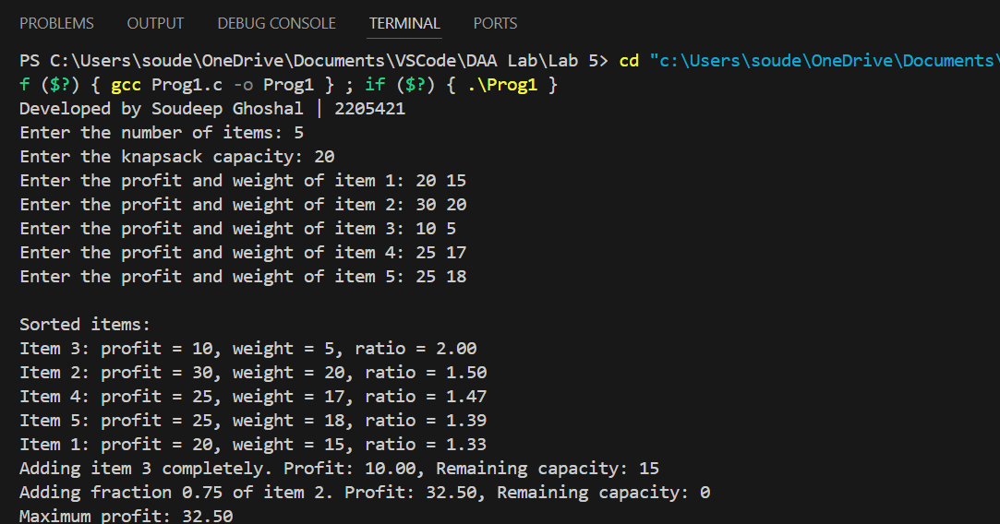 PROBLEMS OUTPUT DEBUG CONSOLE TERMINAL PORTS
PS C:\Users\soude\OneDrive\Documents\VSCode\DAA Lab\Lab 5> cd "c:\Users\soude\OneDrive\Documents\
f ($?) { gcc Prog1.c -o Prog1 } ; if ($?) { .\Prog1 }
Developed by Soudeep Ghoshal | 2205421
Enter the number of items: 5
Enter the knapsack capacity: 20
Enter the profit and weight of item 1: 20 15
Enter the profit and weight of item 2: 30 20
Enter the profit and weight of item 3: 10 5
Enter the profit and weight of item 4: 25 17
Enter the profit and weight of item 5: 25 18
Sorted items:
Item 3: profit = 10, weight = 5, ratio = 2.00
Item 2: profit = 30, weight = 20, ratio = 1.50
Item 4: profit = 25, weight = 17, ratio = 1.47
Item 5: profit = 25, weight = 18, ratio = 1.39
Item 1: profit = 20, weight = 15, ratio = 1.33
Adding item 3 completely. Profit: 10.00, Remaining capacity: 15
Adding fraction 0.75 of item 2. Profit: 32.50, Remaining capacity: 0
Maximum profit: 32.50